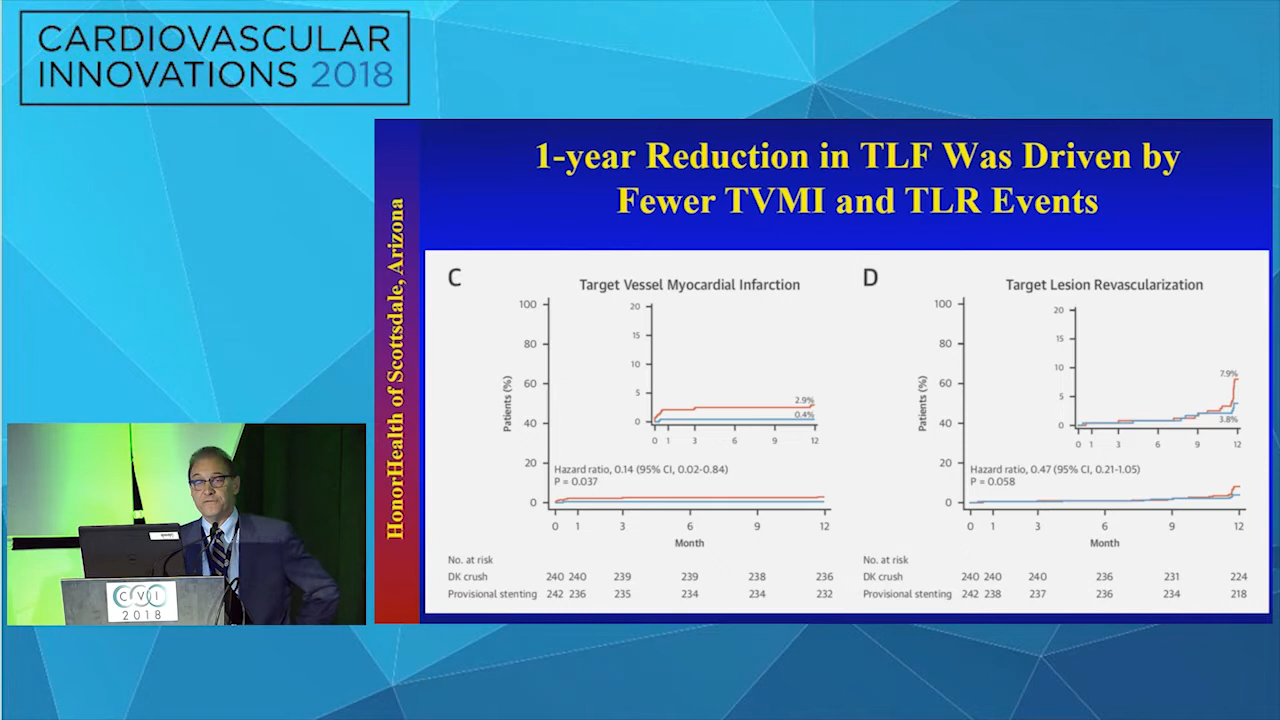 CARDIOVASCULAR
INNOVATIONS 2018
1-year Reduction in TLF Was Driven by
Fewer TVMI and TLR Events
HonorHealth of Scottsdale, Arizona
C
Target Vessel Myocardial Infarction
100
80
60
40
20
0
Patients (%)
20
15
10
5
0
2.9%
0.4%
0 1 3 6 9 12
Hazard ratio, 0.14 (95% CI, 0.02-0.84)
P = 0.037
0 1 3 6 9 12
Month
No. at risk
DK crush 240 240 239 239 238 236
Provisional stenting 242 236 235 234 234 232
D
Target Lesion Revascularization
100
80
60
40
20
0
Patients (%)
20
15
10
5
0
7.9%
3.8%
0 1 3 6 9 12
Hazard ratio, 0.47 (95% CI, 0.21-1.05)
P = 0.058
0 1 3 6 9 12
Month
No. at risk
DK crush 240 240 240 236 231 224
Provisional stenting 242 238 237 236 234 218
CVI
2018